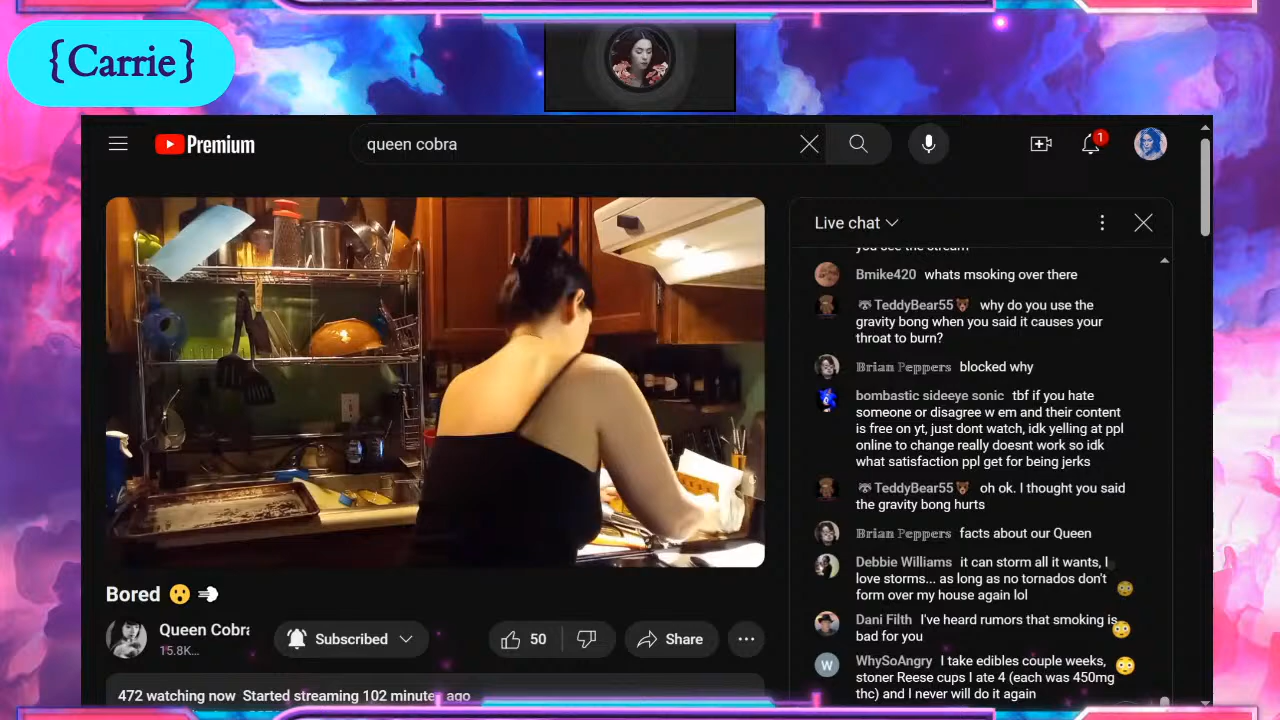 {Carrie}
Premium
queen cobra
1
Live chat
you see the stream
Bmike420 whats msoking over there
TeddyBear55 why do you use the
gravity bong when you said it causes your
throat to burn?
Brian Peppers blocked why
bombastic sideeye sonic tbf if you hate
someone or disagree w em and their content
is free on yt, just dont watch, idk yelling at ppl
online to change really doesnt work so idk
what satisfaction ppl get for being jerks
TeddyBear55 oh ok. I thought you said
the gravity bong hurts
Brian Peppers facts about our Queen
Debbie Williams it can storm all it wants, I
love storms... as long as no tornados don't
form over my house again lol
Dani Filth I've heard rumors that smoking is
bad for you
W WhySoAngry I take edibles couple weeks,
stoner Reese cups I ate 4 (each was 450mg
thc) and I never will do it again
Bored
Queen Cobra
15.8K...
Subscribed
50
Share
472 watching now Started streaming 102 minutes ago